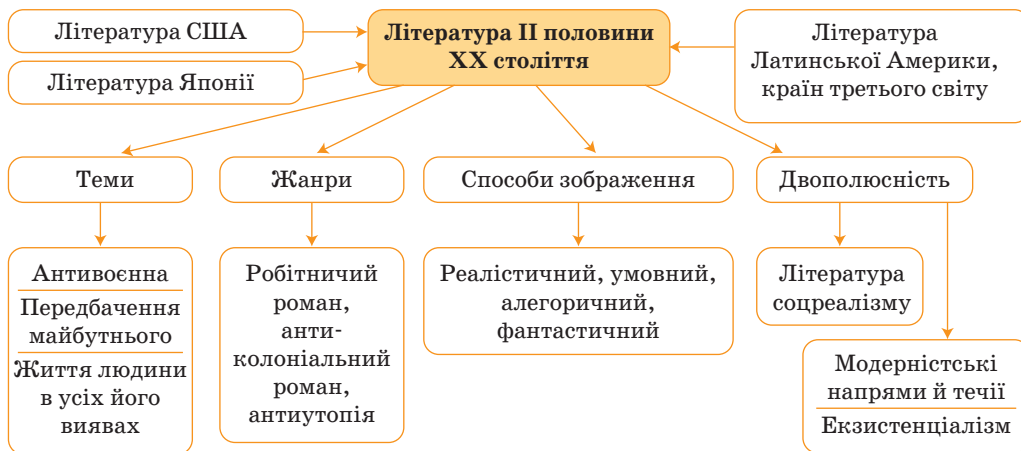 Література США
Література Японії
Література ІІ половини
ХХ століття
Література
Латинської Америки,
країн третього світу
Теми
Жанри
Способи зображення
Двополюсність
Антивоєнна
Передбачення
майбутнього
Життя людини
в усіх його
виявах
Робітничий
роман,
анти-
колоніальний
роман,
антиутопія
Реалістичний, умовний,
алегоричний,
фантастичний
Література
соцреалізму
Модерністські
напрями й течії
Екзистенціалізм